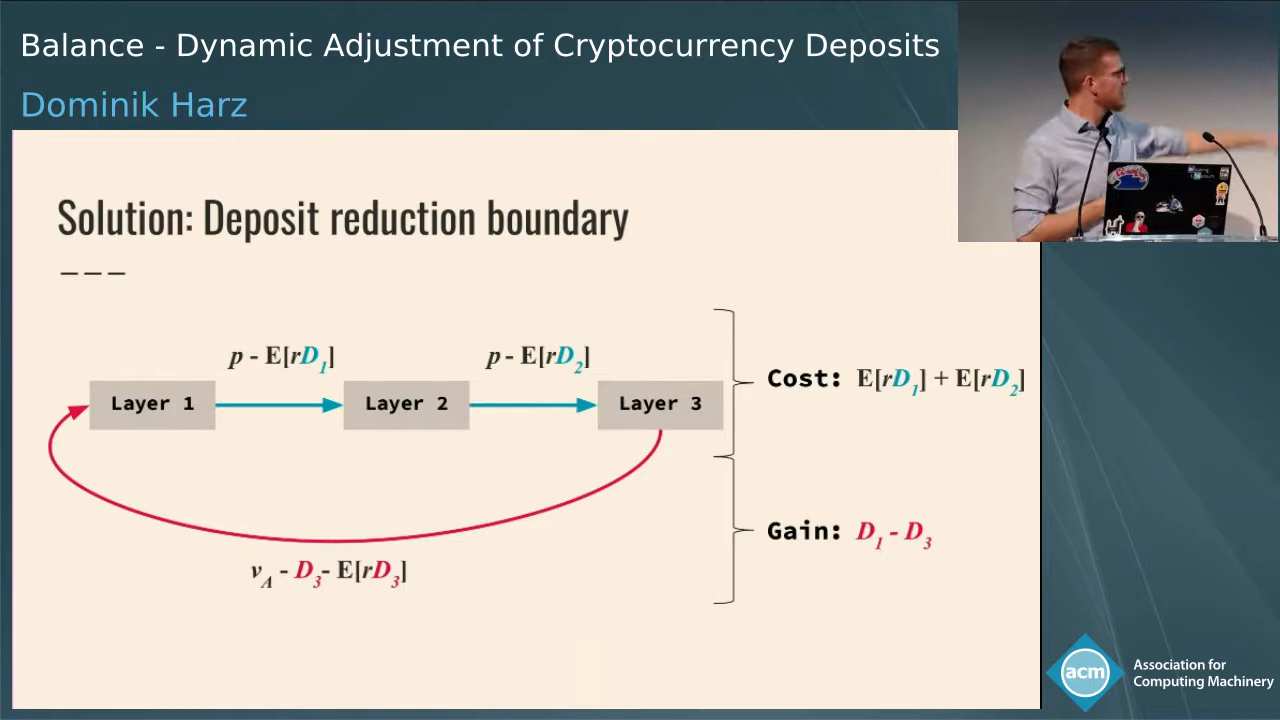 Balance - Dynamic Adjustment of Cryptocurrency Deposits
Dominik Harz
Solution: Deposit reduction boundary
p - E[rD1]
p - E[rD2]
Layer 1
Layer 2
Layer 3
Cost: E[rD1] + E[rD2]
Gain: D1 - D3
vA - D3- E[rD3]
acm
Association for
Computing Machinery